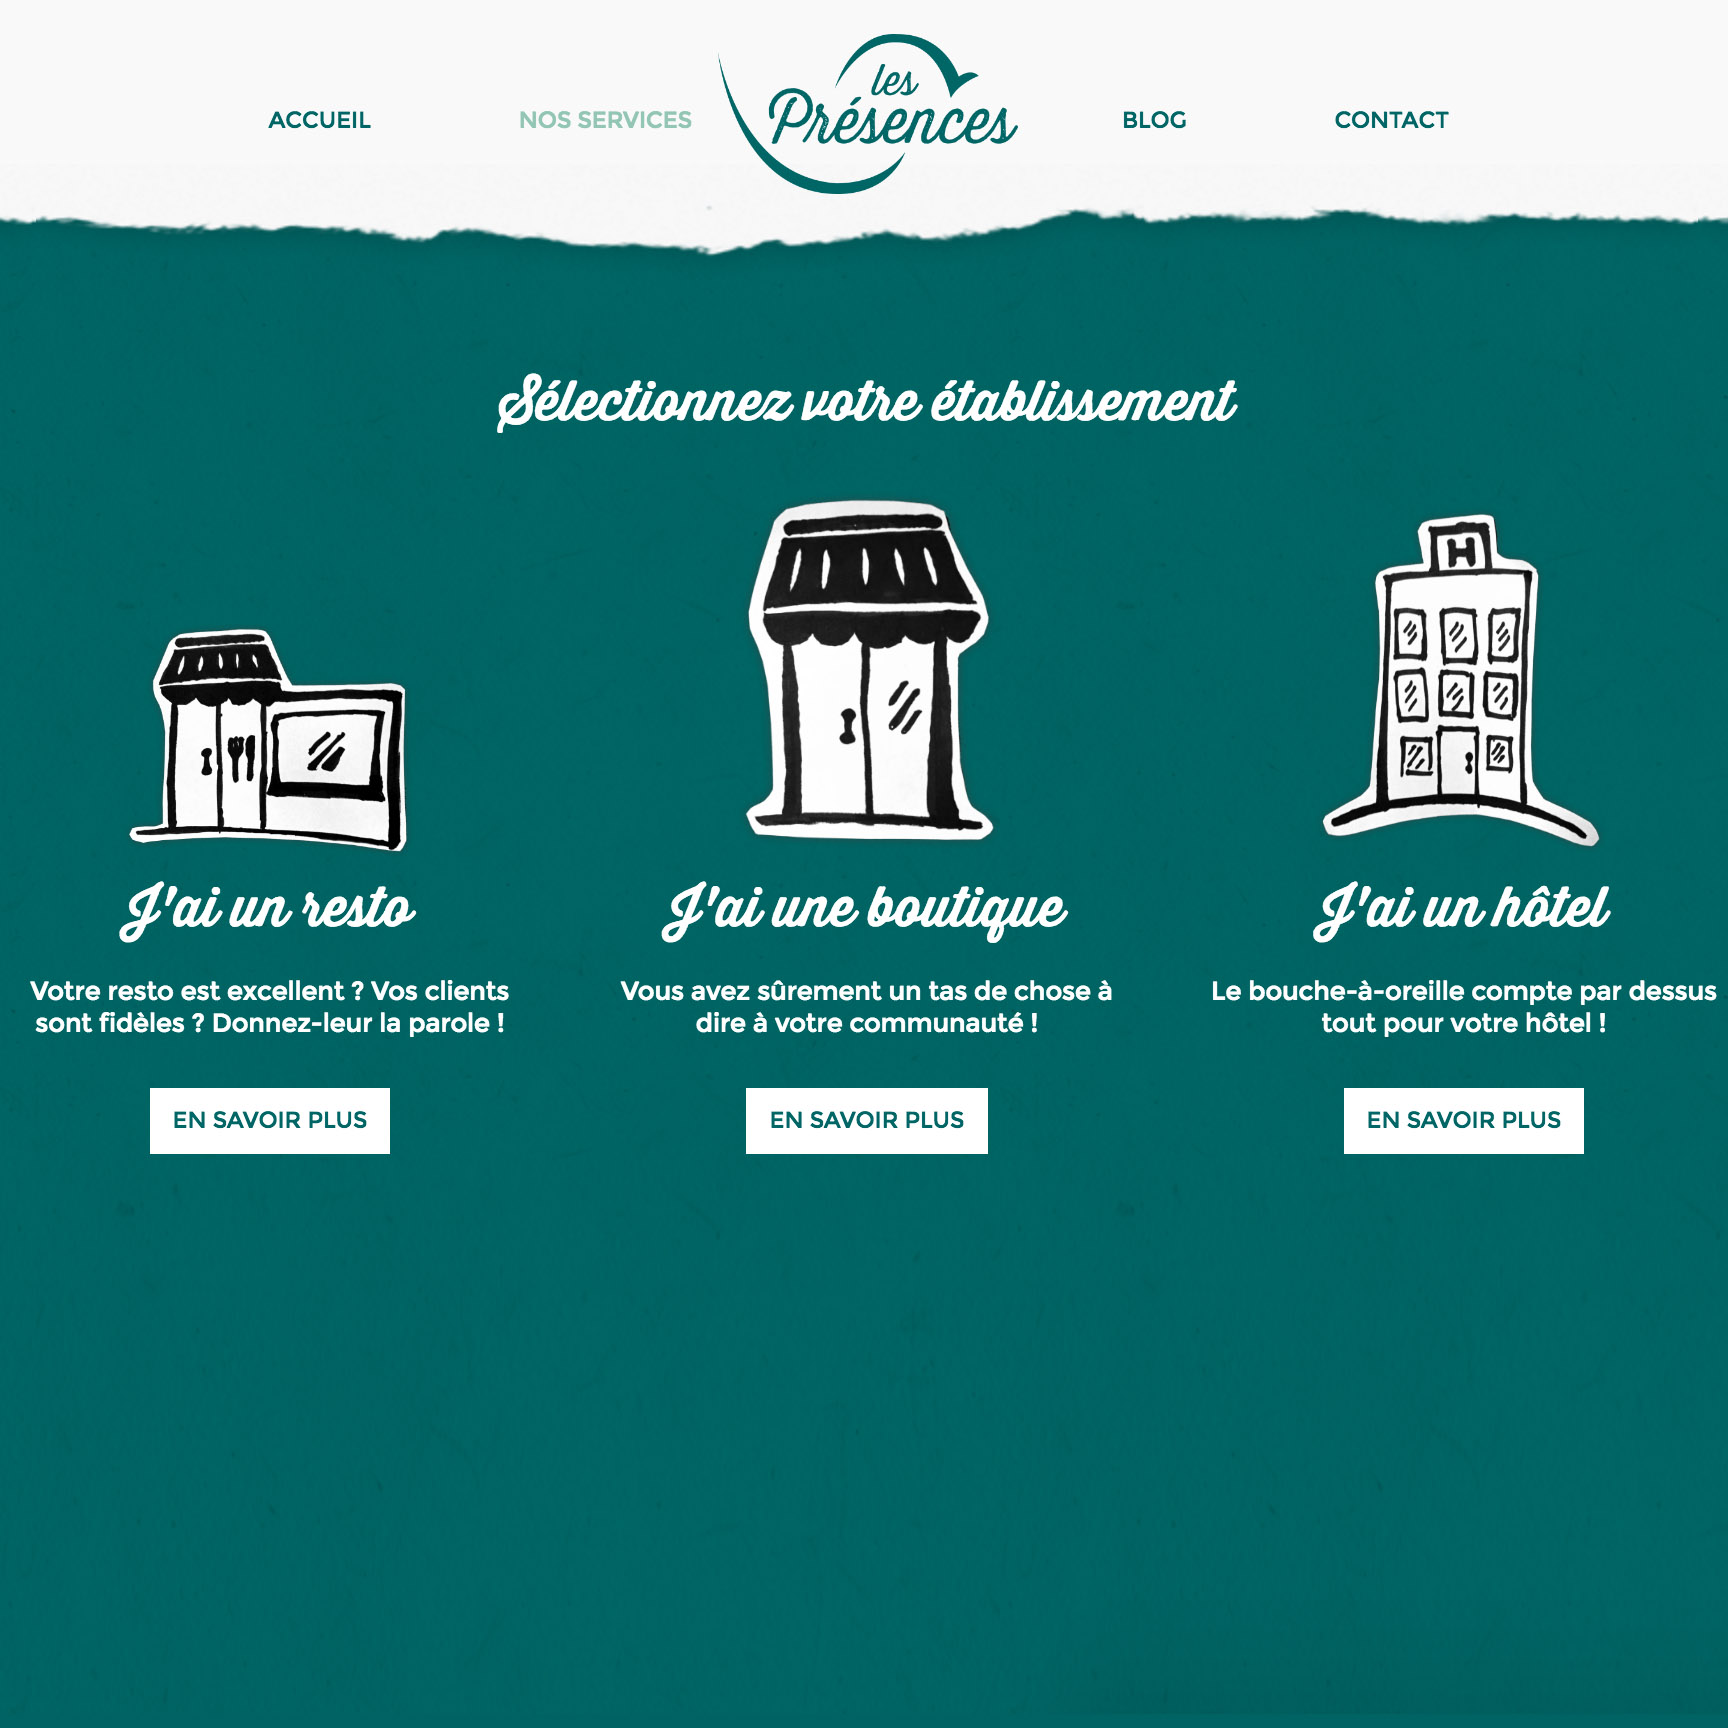 ACCUEIL
NOS SERVICES
les
Présences
BLOG
CONTACT
Sélectionnez votre établissement
H
J'ai un resto
Votre resto est excellent ? Vos clients
sont fidèles ? Donnez-leur la parole !
EN SAVOIR PLUS
J'ai une boutique
Vous avez sûrement un tas de chose à
dire à votre communauté !
EN SAVOIR PLUS
J'ai un hôtel
Le bouche-à-oreille compte par dessus
tout pour votre hôtel !
EN SAVOIR PLUS